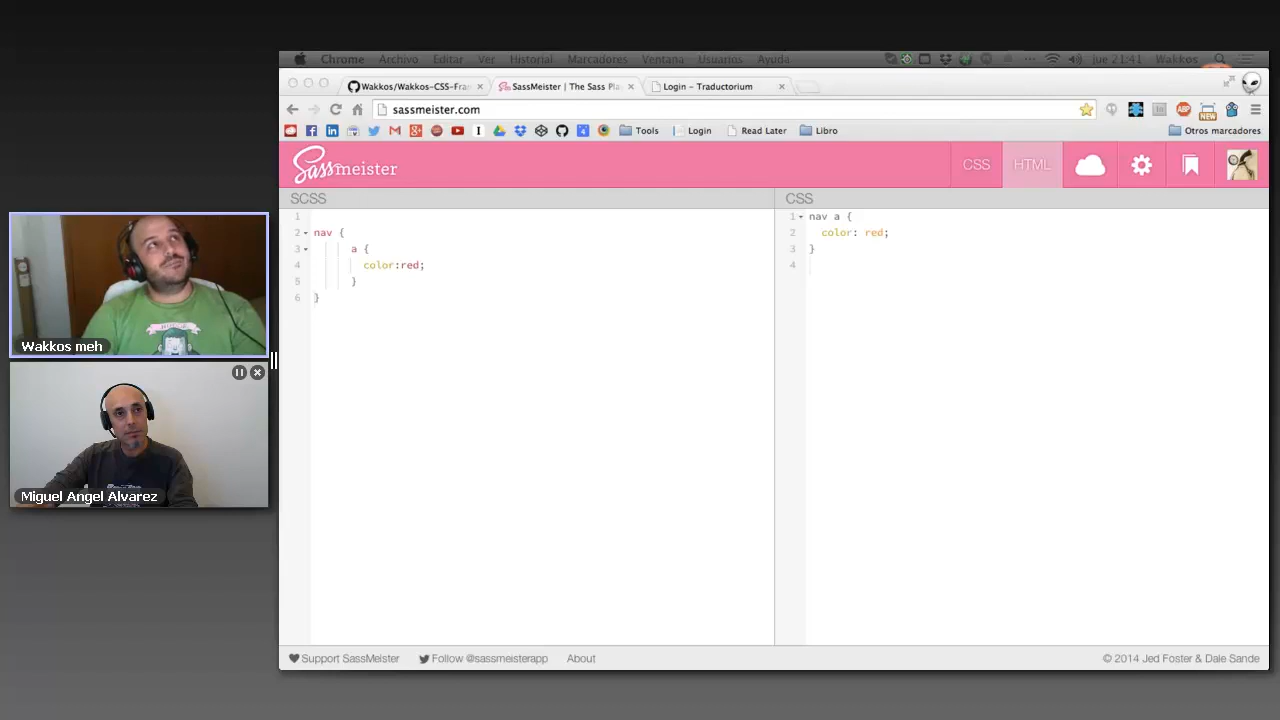 Chrome Archivo Editar Ver Historial Marcadores Ventana Usuarios Ayuda
jue 21:41 Wakkos
Wakkos/Wakkos-CSS-Fra
SassMeister | The Sass Pla
Login - Traductorium
sassmeister.com
NEW
Tools Login Read Later Libro Otros marcadores
Sassmeister
CSS HTML
SCSS
1
2 nav {
3 a {
4 color:red;
5 }
6 }
CSS
1 nav a {
2 color: red;
3 }
4
Wakkos meh
Miguel Angel Alvarez
Support SassMeister Follow @sassmeisterapp About © 2014 Jed Foster & Dale Sande